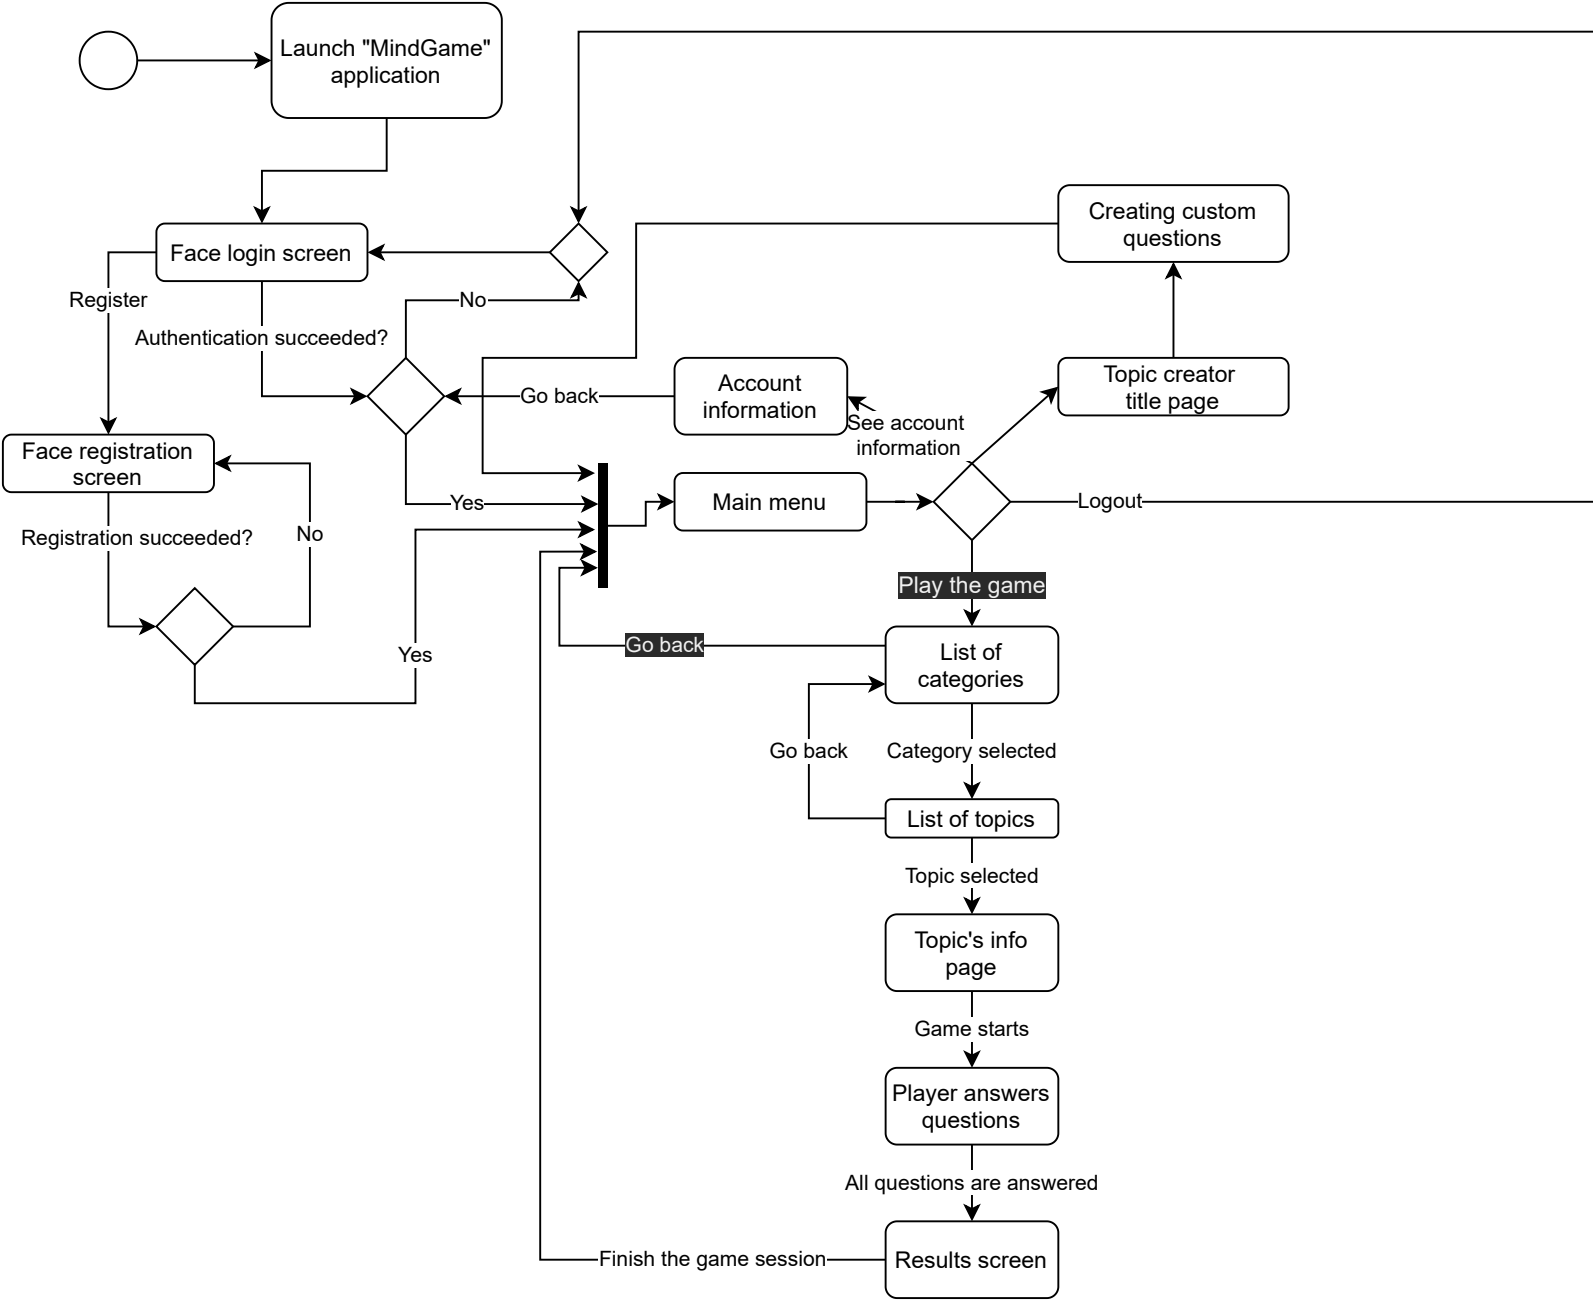 Launch "MindGame"
application
Creating custom
questions
Face login screen
Register
No
Authentication succeeded?
Account
information
Go back
Topic creator
title page
See account
information
Face registration
screen
Yes
Main menu
Logout
Registration succeeded?
No
Play the game
Yes
Go back
List of
categories
Go back
Category selected
List of topics
Topic selected
Topic's info
page
Game starts
Player answers
questions
All questions are answered
Finish the game session
Results screen